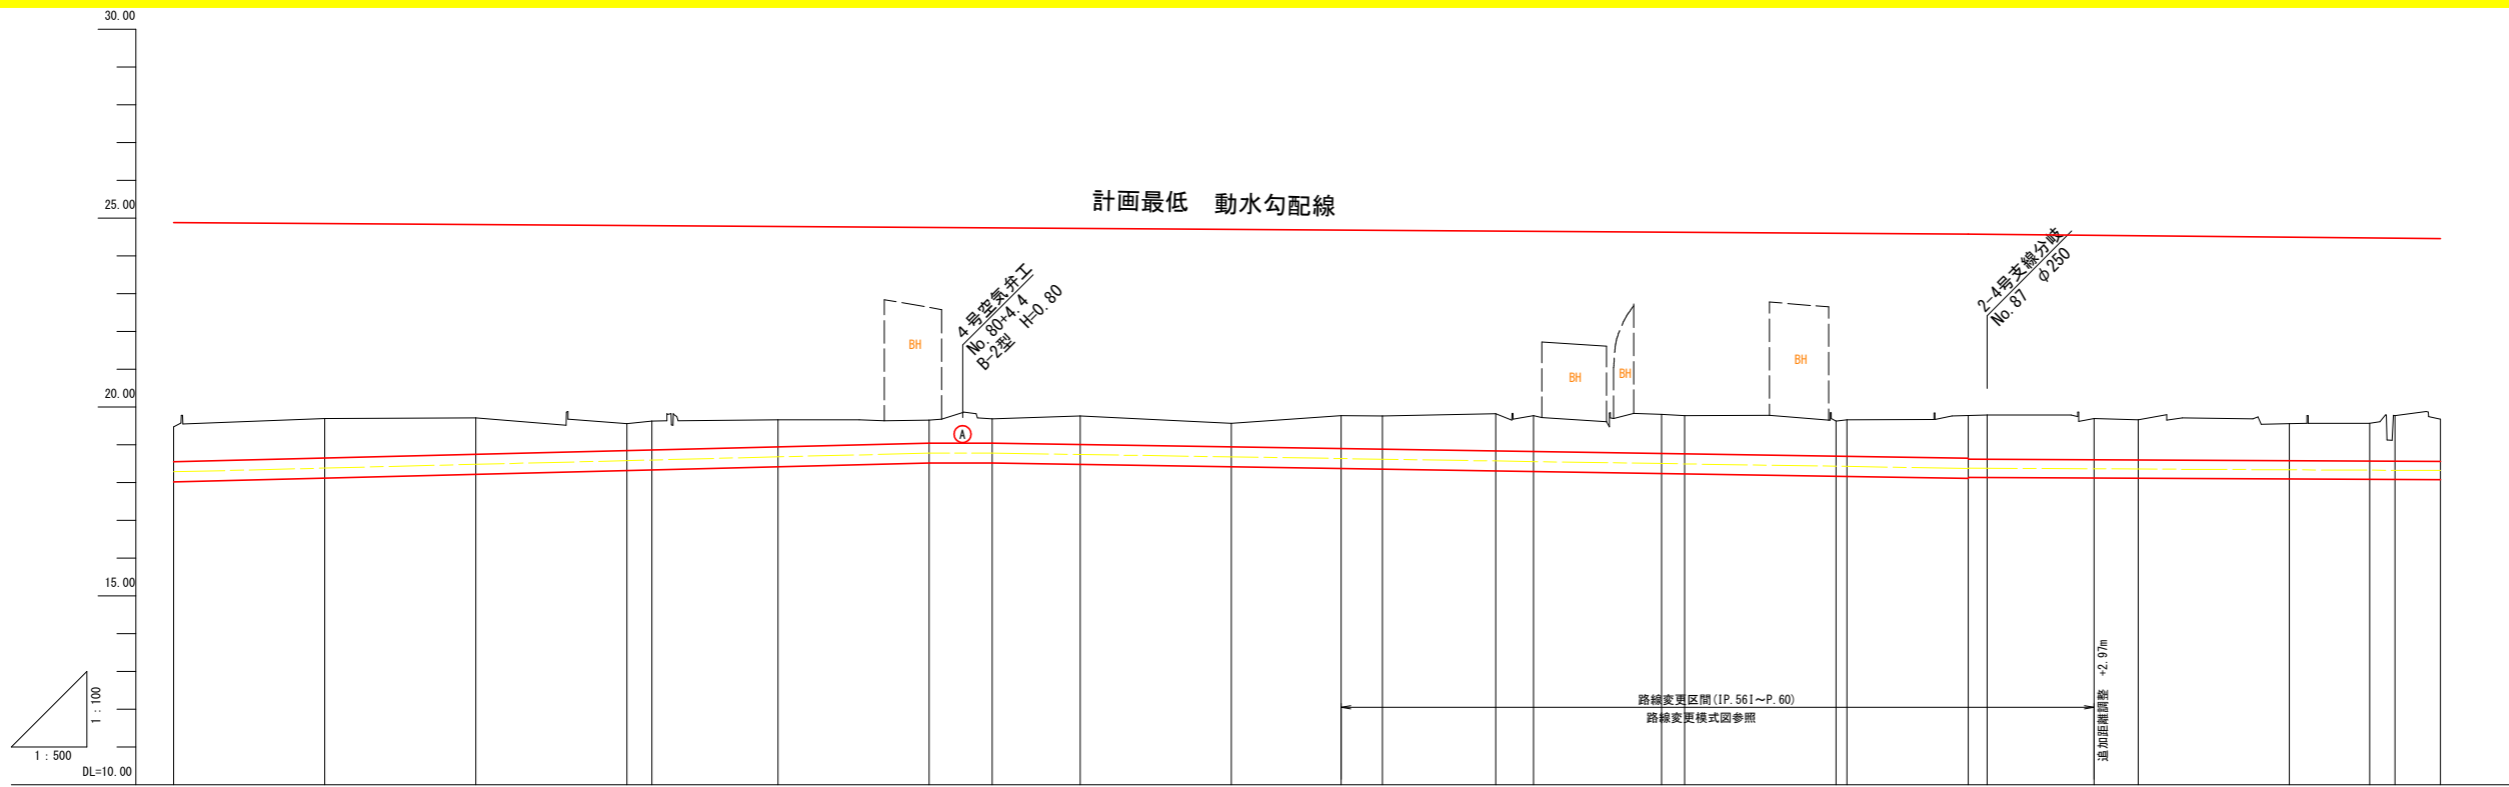 30.00
25.00
計画最低　動水勾配線
4号空気弁工
No.80+4.4
B-2型　H=0.80
2-4号支線分岐
No.87　φ250
BH
BH
BH
BH
20.00
A
15.00
1：100
1：500
DL=10.00
路線変更区間(IP.56I～P.60)
路線変更模式図参照
追加距離調整　+2.97m